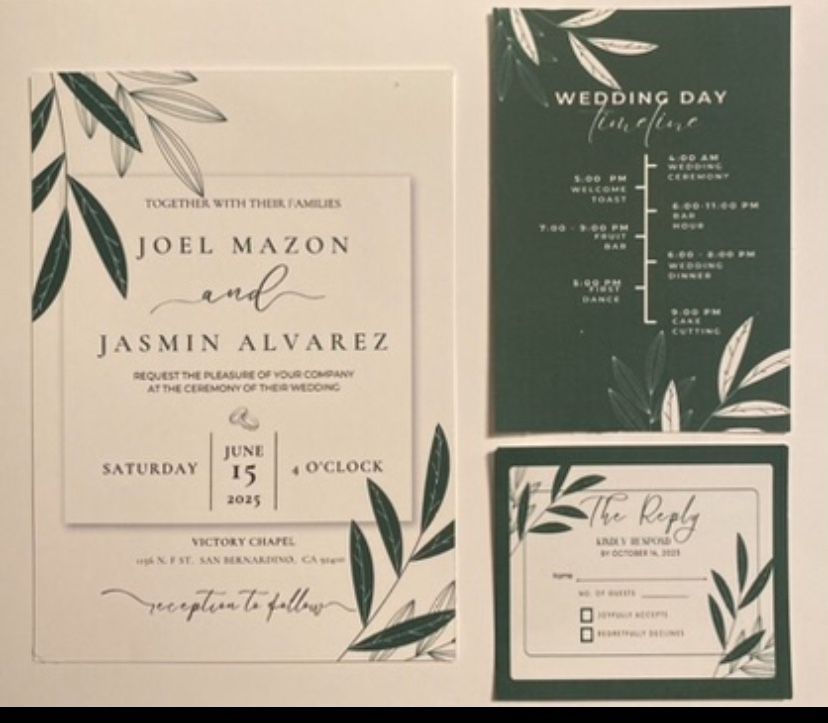 TOGETHER WITH THEIR FAMILIES
JOEL MAZON
and
JASMIN ALVAREZ
REQUEST THE PLEASURE OF YOUR COMPANY
AT THE CEREMONY OF THEIR WEDDING
SATURDAY
JUNE
15
2025
4 O'CLOCK
VICTORY CHAPEL
N. F ST. SAN BERNARDINO, CA
reception to follow
WEDDING DAY
timeline
4:00 AM
WEDDING
CEREMONY
5:00 PM
WELCOME
TOAST
6:00-11:00 PM
BAR
HOUR
7:00 - 9:00 PM
FRUIT
BAR
6:00 - 8:00 PM
WEDDING
DINNER
PM
FIRST
DANCE
9:00 PM
CAKE
CUTTING
The Reply
KINDLY RESPOND
BY OCTOBER 14, 2025
Name
NO. OF GUESTS
JOYFULLY ACCEPTS
REGRETFULLY DECLINES